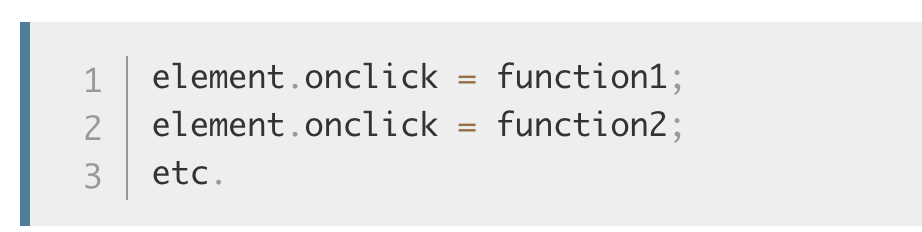 1 element.onclick = function1;
2 element.onclick = function2;
3 etc.